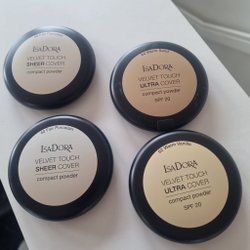 IsaDora
VELVET TOUCH
SHEER COVER
compact powder
IsaDora
VELVET TOUCH
ULTRA COVER
compact powder
SPF 20
IsaDora
VELVET TOUCH
SHEER COVER
compact powder
IsaDora
VELVET TOUCH
ULTRA COVER
compact powder
SPF 20